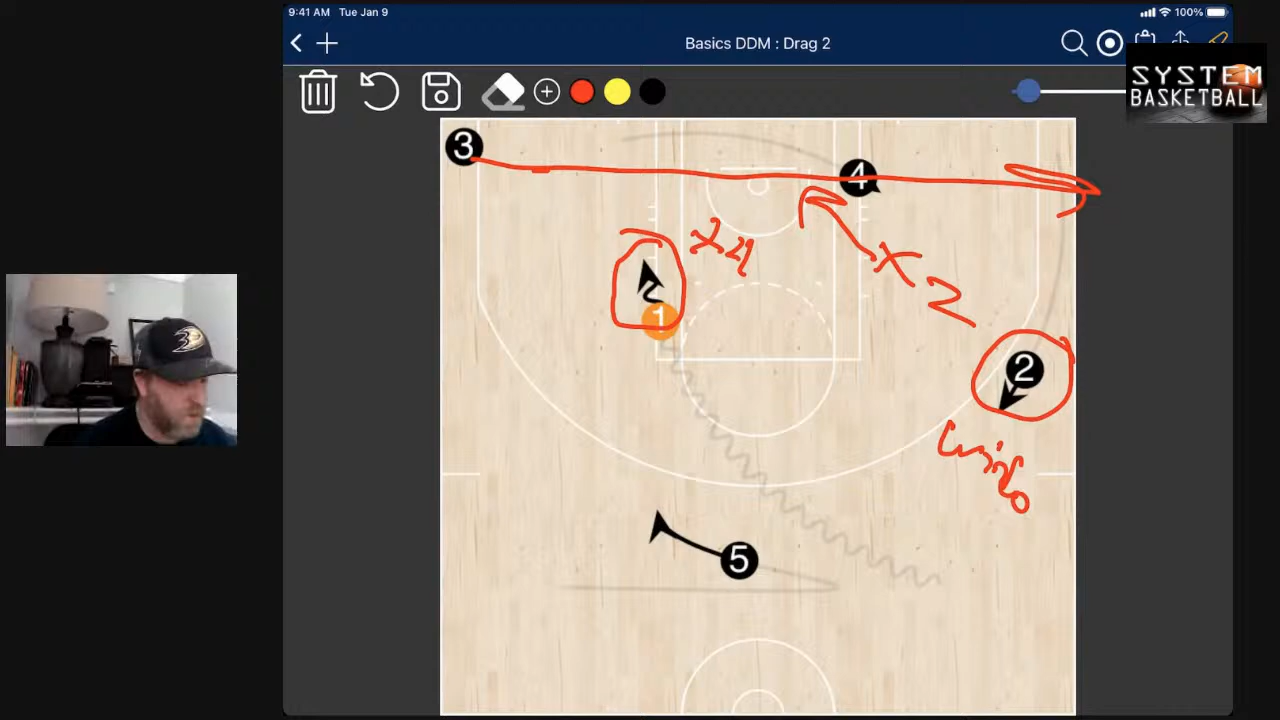 9:41 AM Tue Jan 9
100%
Basics DDM : Drag 2
SYSTEM
BASKETBALL
3
4
X4
X2
1
2
5